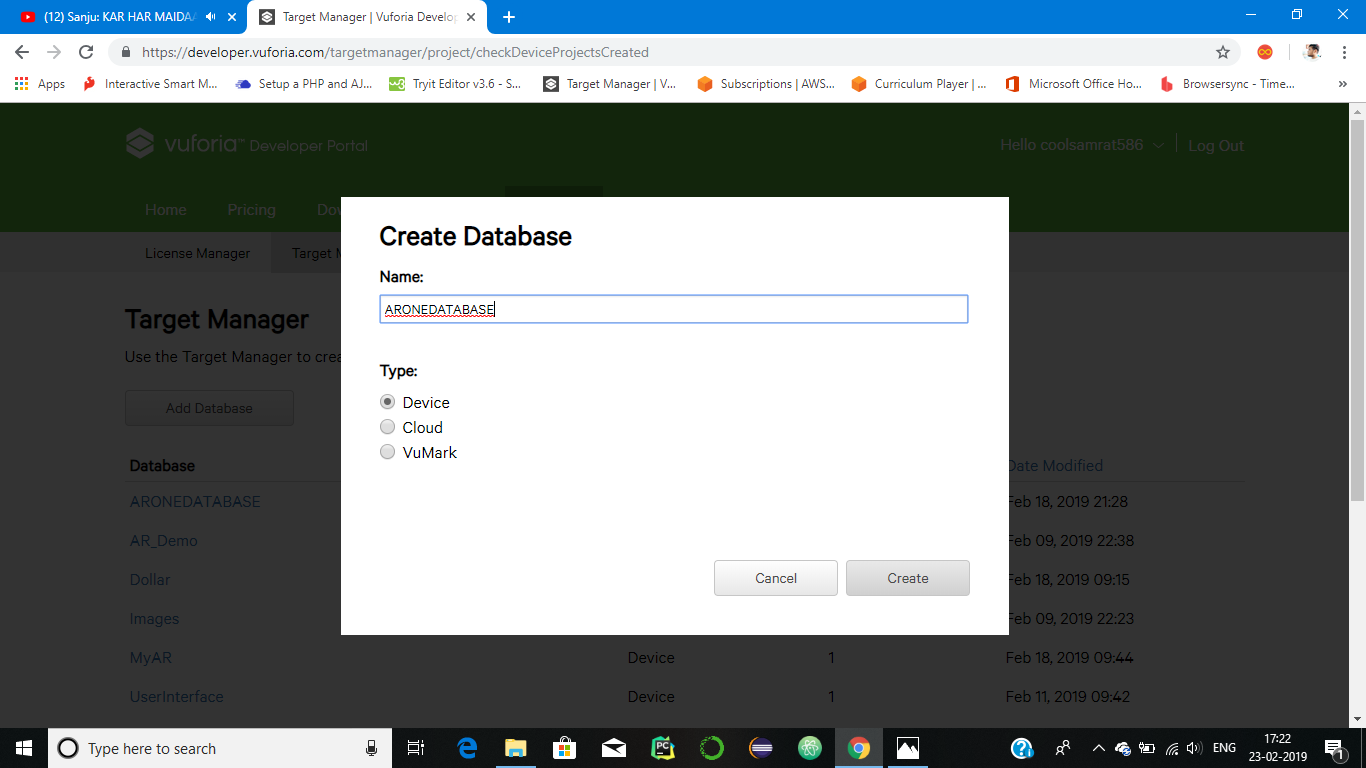 (12) Sanju: KAR HAR MAIDAA
Target Manager | Vuforia Develop
https://developer.vuforia.com/targetmanager/project/checkDeviceProjectsCreated
Apps
Interactive Smart M...
Setup a PHP and AJ...
Tryit Editor v3.6 - S...
Target Manager | V...
Subscriptions | AWS...
Curriculum Player | ...
Microsoft Office Ho...
Browsersync - Time...
»
vuforia™ Developer Portal
Hello coolsamrat586
Log Out
Home
Pricing
Dow
License Manager
Target M
Target Manager
Use the Target Manager to crea
Add Database
Create Database
Name:
ARONEDATABASE
Type:
Device
Cloud
VuMark
Cancel
Create
Database
Date Modified
ARONEDATABASE
Feb 18, 2019 21:28
AR_Demo
Feb 09, 2019 22:38
Dollar
Feb 18, 2019 09:15
Images
Feb 09, 2019 22:23
MyAR
Device
1
Feb 18, 2019 09:44
UserInterface
Device
1
Feb 11, 2019 09:42
Type here to search
PC
ENG
17:22
23-02-2019
1